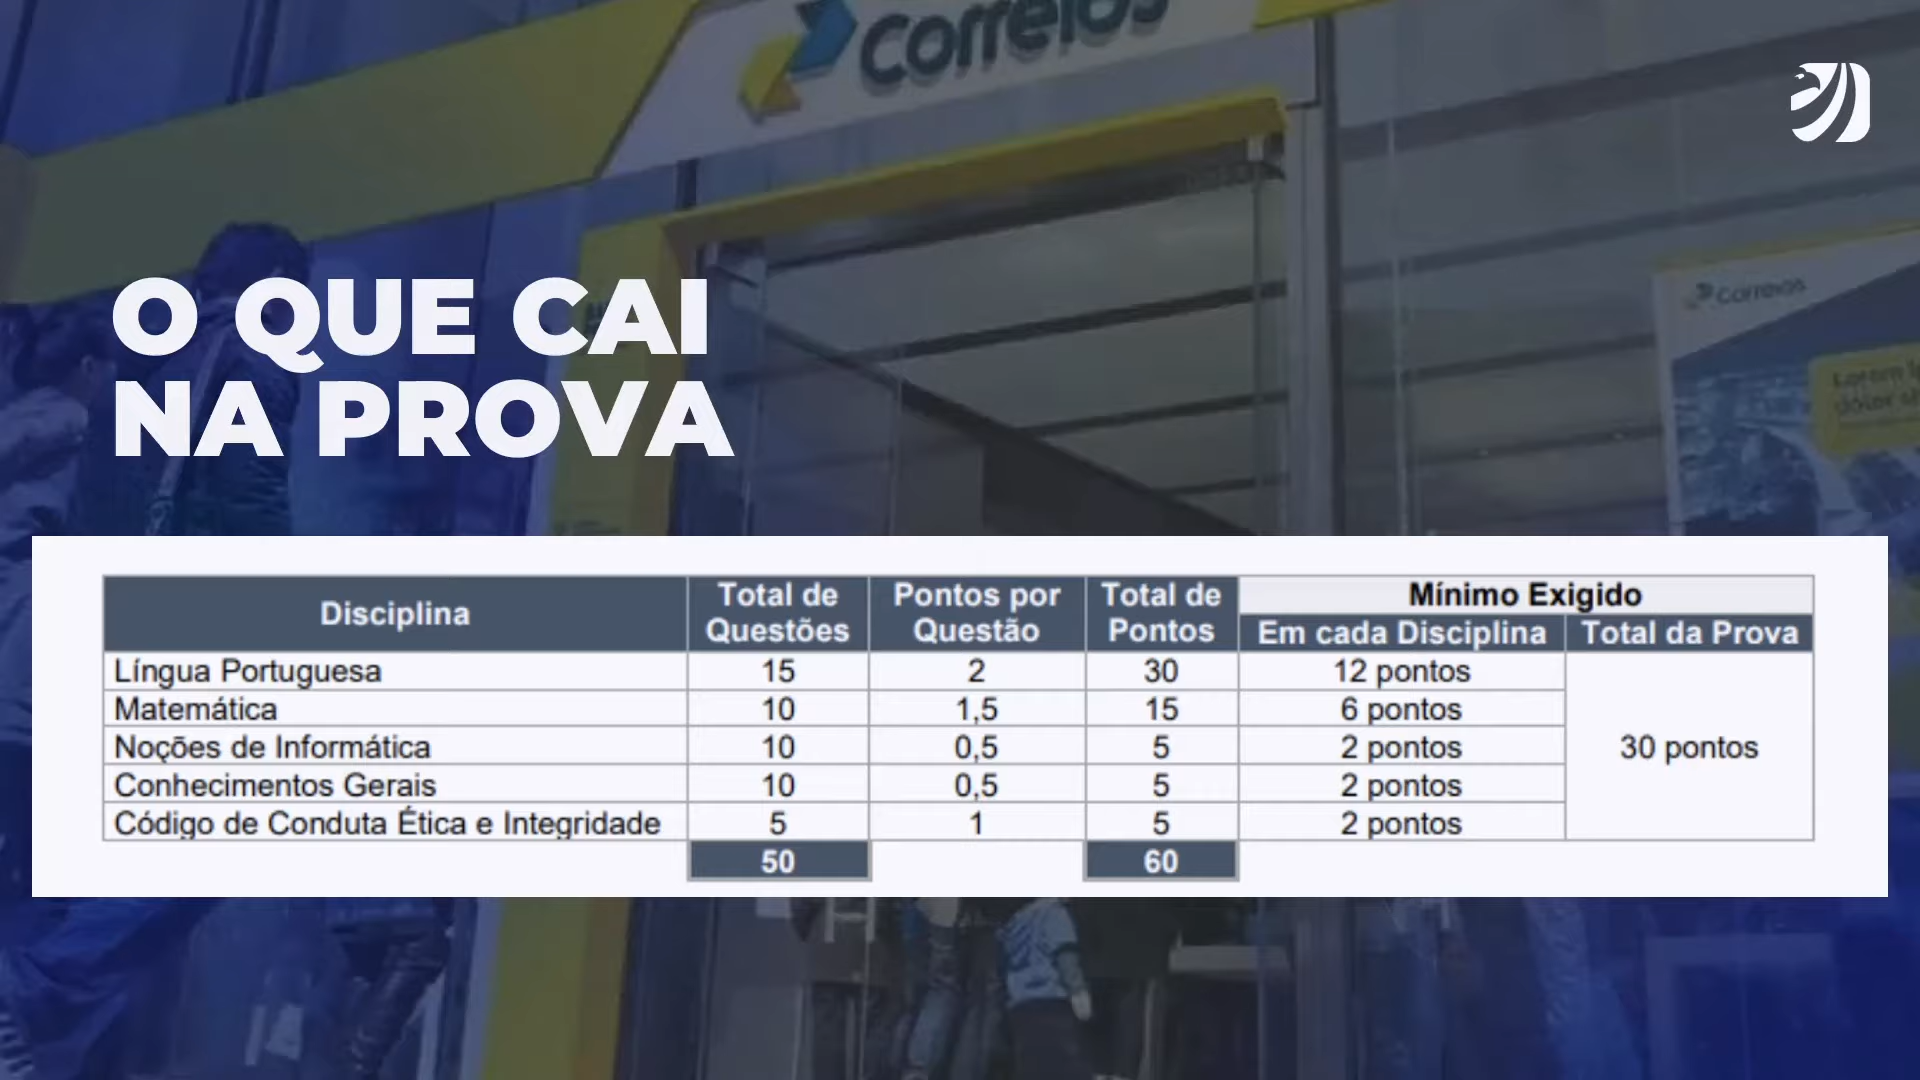 Correios
Correios
O QUE CAI
NA PROVA
Disciplina
Total de
Questões
Pontos por
Questão
Total de
Pontos
Mínimo Exigido
Em cada Disciplina
Total da Prova
Língua Portuguesa 15 2 30 12 pontos
Matemática 10 1,5 15 6 pontos
Noções de Informática 10 0,5 5 2 pontos
30 pontos
Conhecimentos Gerais 10 0,5 5 2 pontos
Código de Conduta Ética e Integridade 5 1 5 2 pontos
50 60